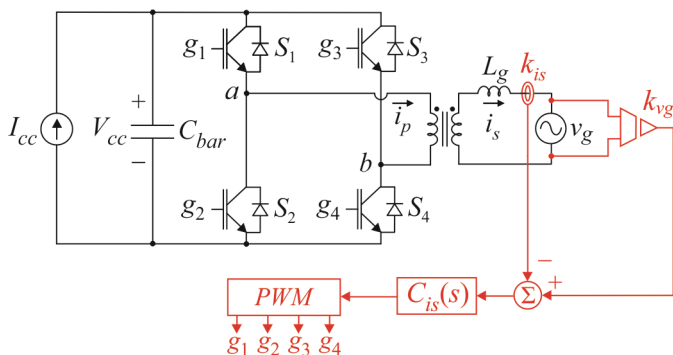 g1 S1 g3 S3
a
Lg kis
kvg
Icc Vcc + − Cbar
ip is vg
b
g2 S2 g4 S4
− +
PWM Cis(s) Σ
g1 g2 g3 g4